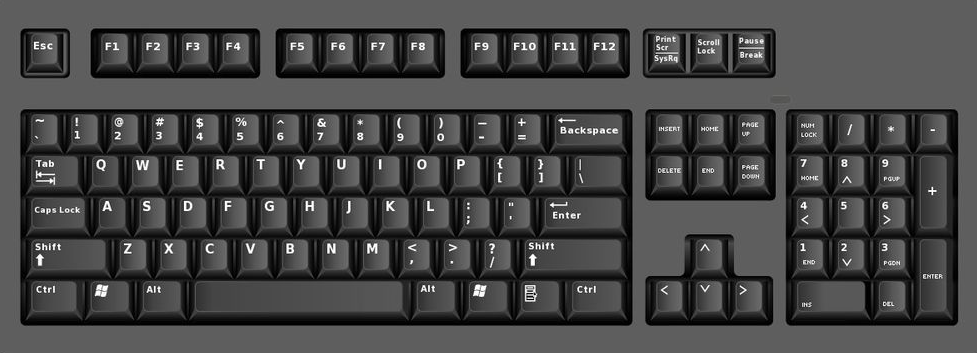 Esc F1 F2 F3 F4 F5 F6 F7 F8 F9 F10 F11 F12 Print Scr SysRq Scroll Lock Pause Break
~ ! @ # $ % ^ & * ( ) — + Backspace INSERT HOME PAGE UP NUM LOCK / * -
` 1 2 3 4 5 6 7 8 9 0 - =
Tab Q W E R T Y U I O P { [ } ] | \ DELETE END PAGE DOWN 7 HOME 8 9 PGUP +
Caps Lock A S D F G H J K L : ; " ' Enter 4 5 6
Shift Z X C V B N M < , > . ? / Shift 1 END 2 3 PGDN ENTER
Ctrl Alt Alt Ctrl INS DEL